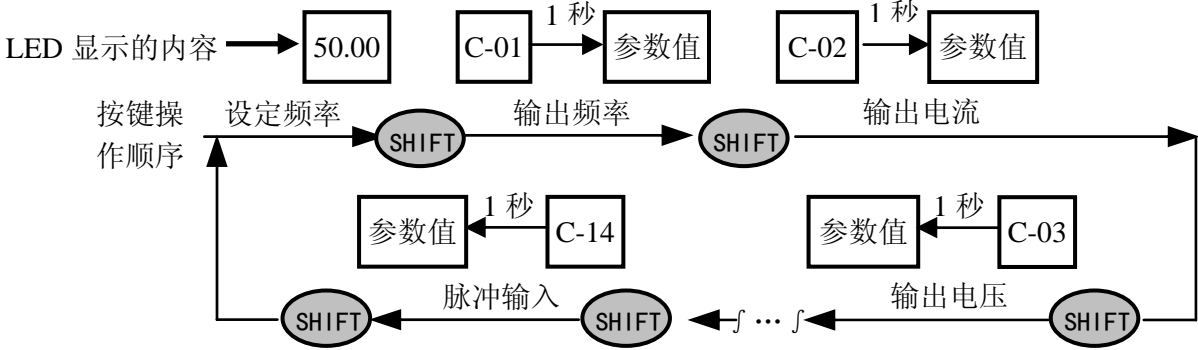 1 秒
1 秒
LED 显示的内容
50.00
C-01
参数值
C-02
参数值
按键操
作顺序
设定频率
SHIFT
输出频率
SHIFT
输出电流
参数值
1 秒
C-14
参数值
1 秒
C-03
SHIFT
脉冲输入
SHIFT
∫ ··· ∫
输出电压
SHIFT